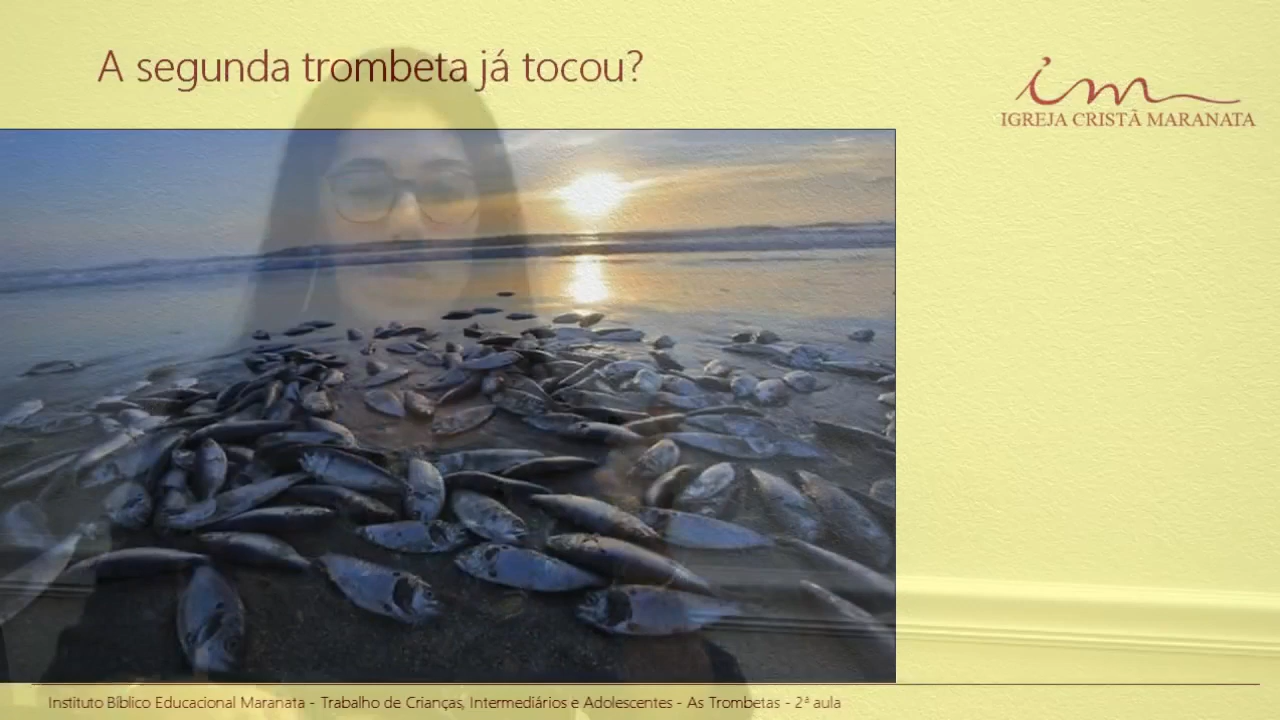 A segunda trombeta já tocou?
im
IGREJA CRISTÃ MARANATA
Instituto Bíblico Educacional Maranata - Trabalho de Crianças, Intermediários e Adolescentes - As Trombetas - 2ª aula